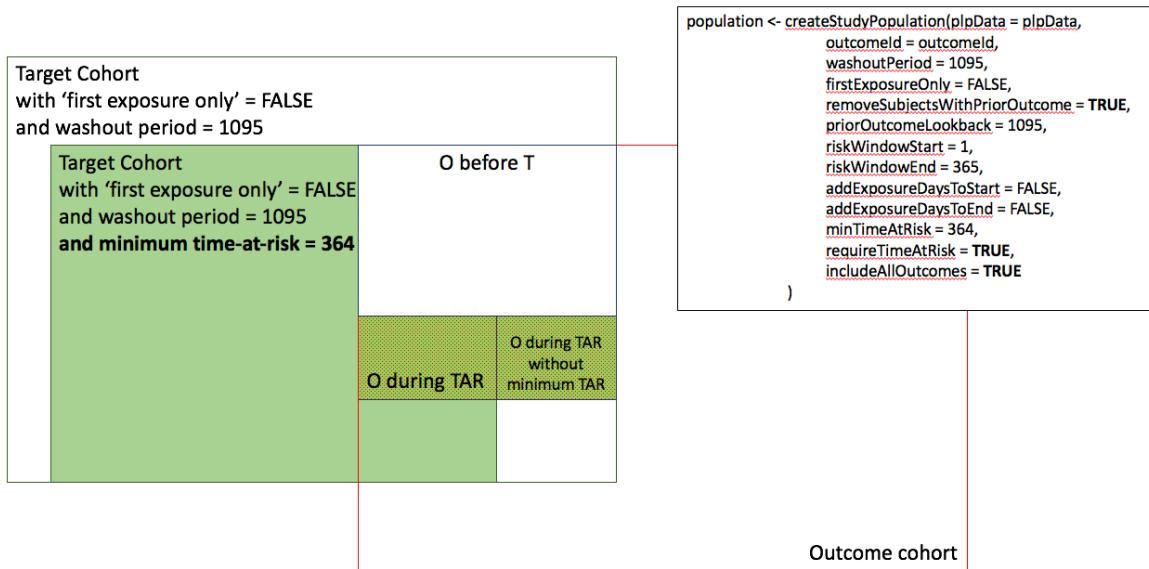 Target Cohort
with ‘first exposure only’ = FALSE
and washout period = 1095
Target Cohort
with ‘first exposure only’ = FALSE
and washout period = 1095
and minimum time-at-risk = 364
O before T
O during TAR
O during TAR
without
minimum TAR
population <- createStudyPopulation(plpData = plpData,
outcomeId = outcomeId,
washoutPeriod = 1095,
firstExposureOnly = FALSE,
removeSubjectsWithPriorOutcome = TRUE,
priorOutcomeLookback = 1095,
riskWindowStart = 1,
riskWindowEnd = 365,
addExposureDaysToStart = FALSE,
addExposureDaysToEnd = FALSE,
minTimeAtRisk = 364,
requireTimeAtRisk = TRUE,
includeAllOutcomes = TRUE
)
Outcome cohort